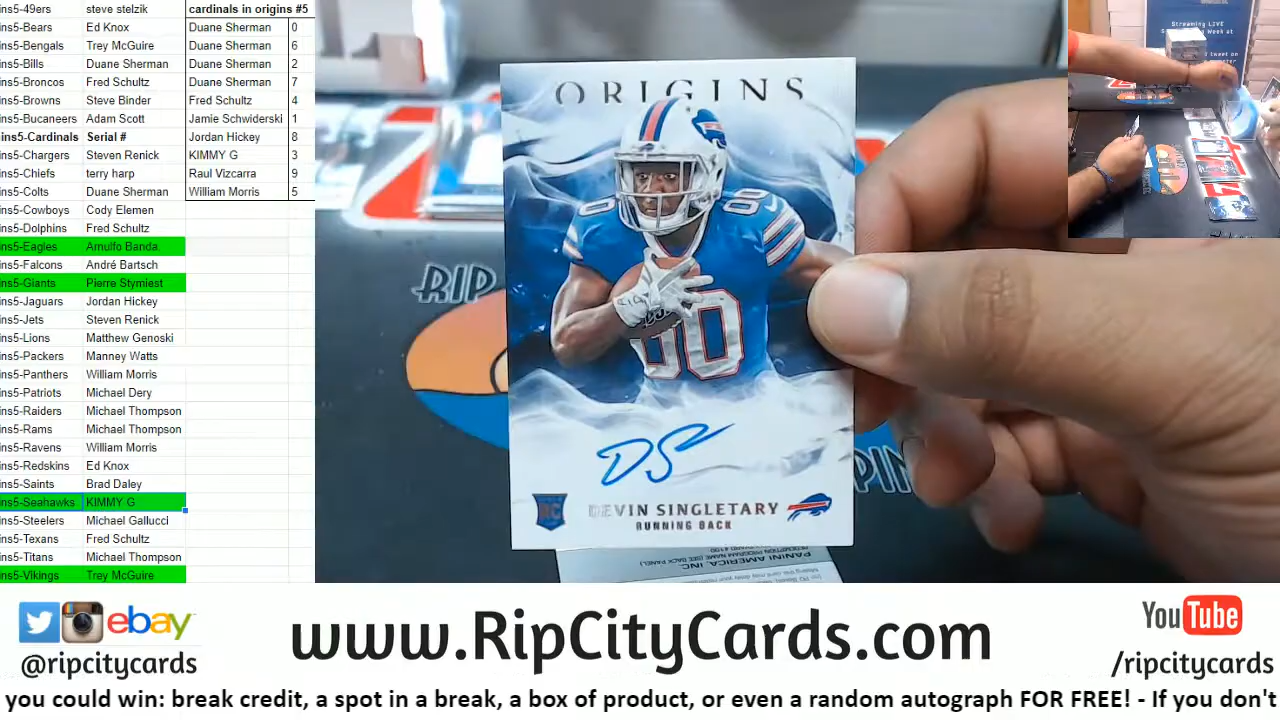 ins5-49ers steve stelzik
ins5-Bears Ed Knox
ins5-Bengals Trey McGuire
ins5-Bills Duane Sherman
ins5-Broncos Fred Schultz
ins5-Browns Steve Binder
ins5-Bucaneers Adam Scott
ins5-Cardinals Serial #
ins5-Chargers Steven Renick
ins5-Chiefs terry harp
ins5-Colts Duane Sherman
ins5-Cowboys Cody Elemen
ins5-Dolphins Fred Schultz
ins5-Eagles Arnulfo Banda.
ins5-Falcons André Bartsch
ins5-Giants Pierre Stymiest
ins5-Jaguars Jordan Hickey
ins5-Jets Steven Renick
ins5-Lions Matthew Genoski
ins5-Packers Manney Watts
ins5-Panthers William Morris
ins5-Patriots Michael Dery
ins5-Raiders Michael Thompson
ins5-Rams Michael Thompson
ins5-Ravens William Morris
ins5-Redskins Ed Knox
ins5-Saints Brad Daley
ins5-Seahawks KIMMY G
ins5-Steelers Michael Gallucci
ins5-Texans Fred Schultz
ins5-Titans Michael Thompson
ins5-Vikings Trey McGuire
cardinals in origins #5
Duane Sherman 0
Duane Sherman 6
Duane Sherman 2
Duane Sherman 7
Fred Schultz 4
Jamie Schwiderski 1
Jordan Hickey 8
KIMMY G 3
Raul Vizcarra 9
William Morris 5
ORIGINS
80
00
DS
RC
DEVIN SINGLETARY
RUNNING BACK
RIP
PANINI AMERICA, INC.
Streaming LIVE
ebay
@ripcitycards
www.RipCityCards.com
YouTube
/ripcitycards
you could win: break credit, a spot in a break, a box of product, or even a random autograph FOR FREE! - If you don't